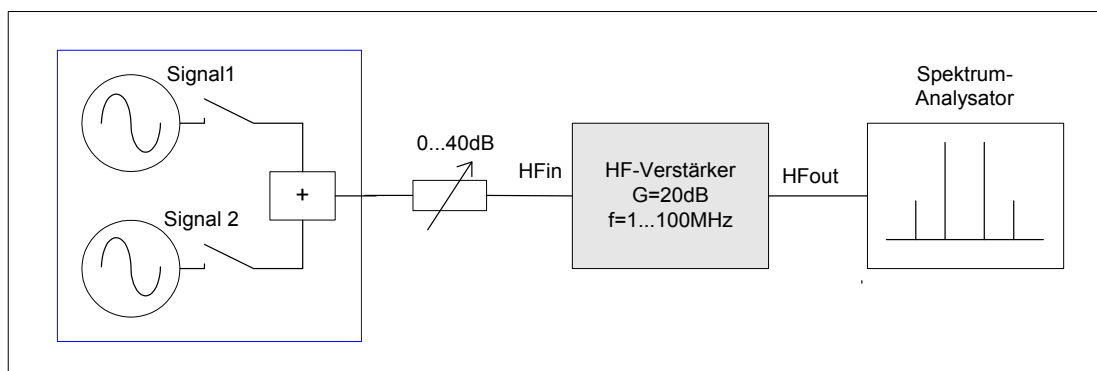 Signal1
Signal 2
+
0...40dB
HFin
HF-Verstärker
G=20dB
f=1...100MHz
HFout
Spektrum-
Analysator